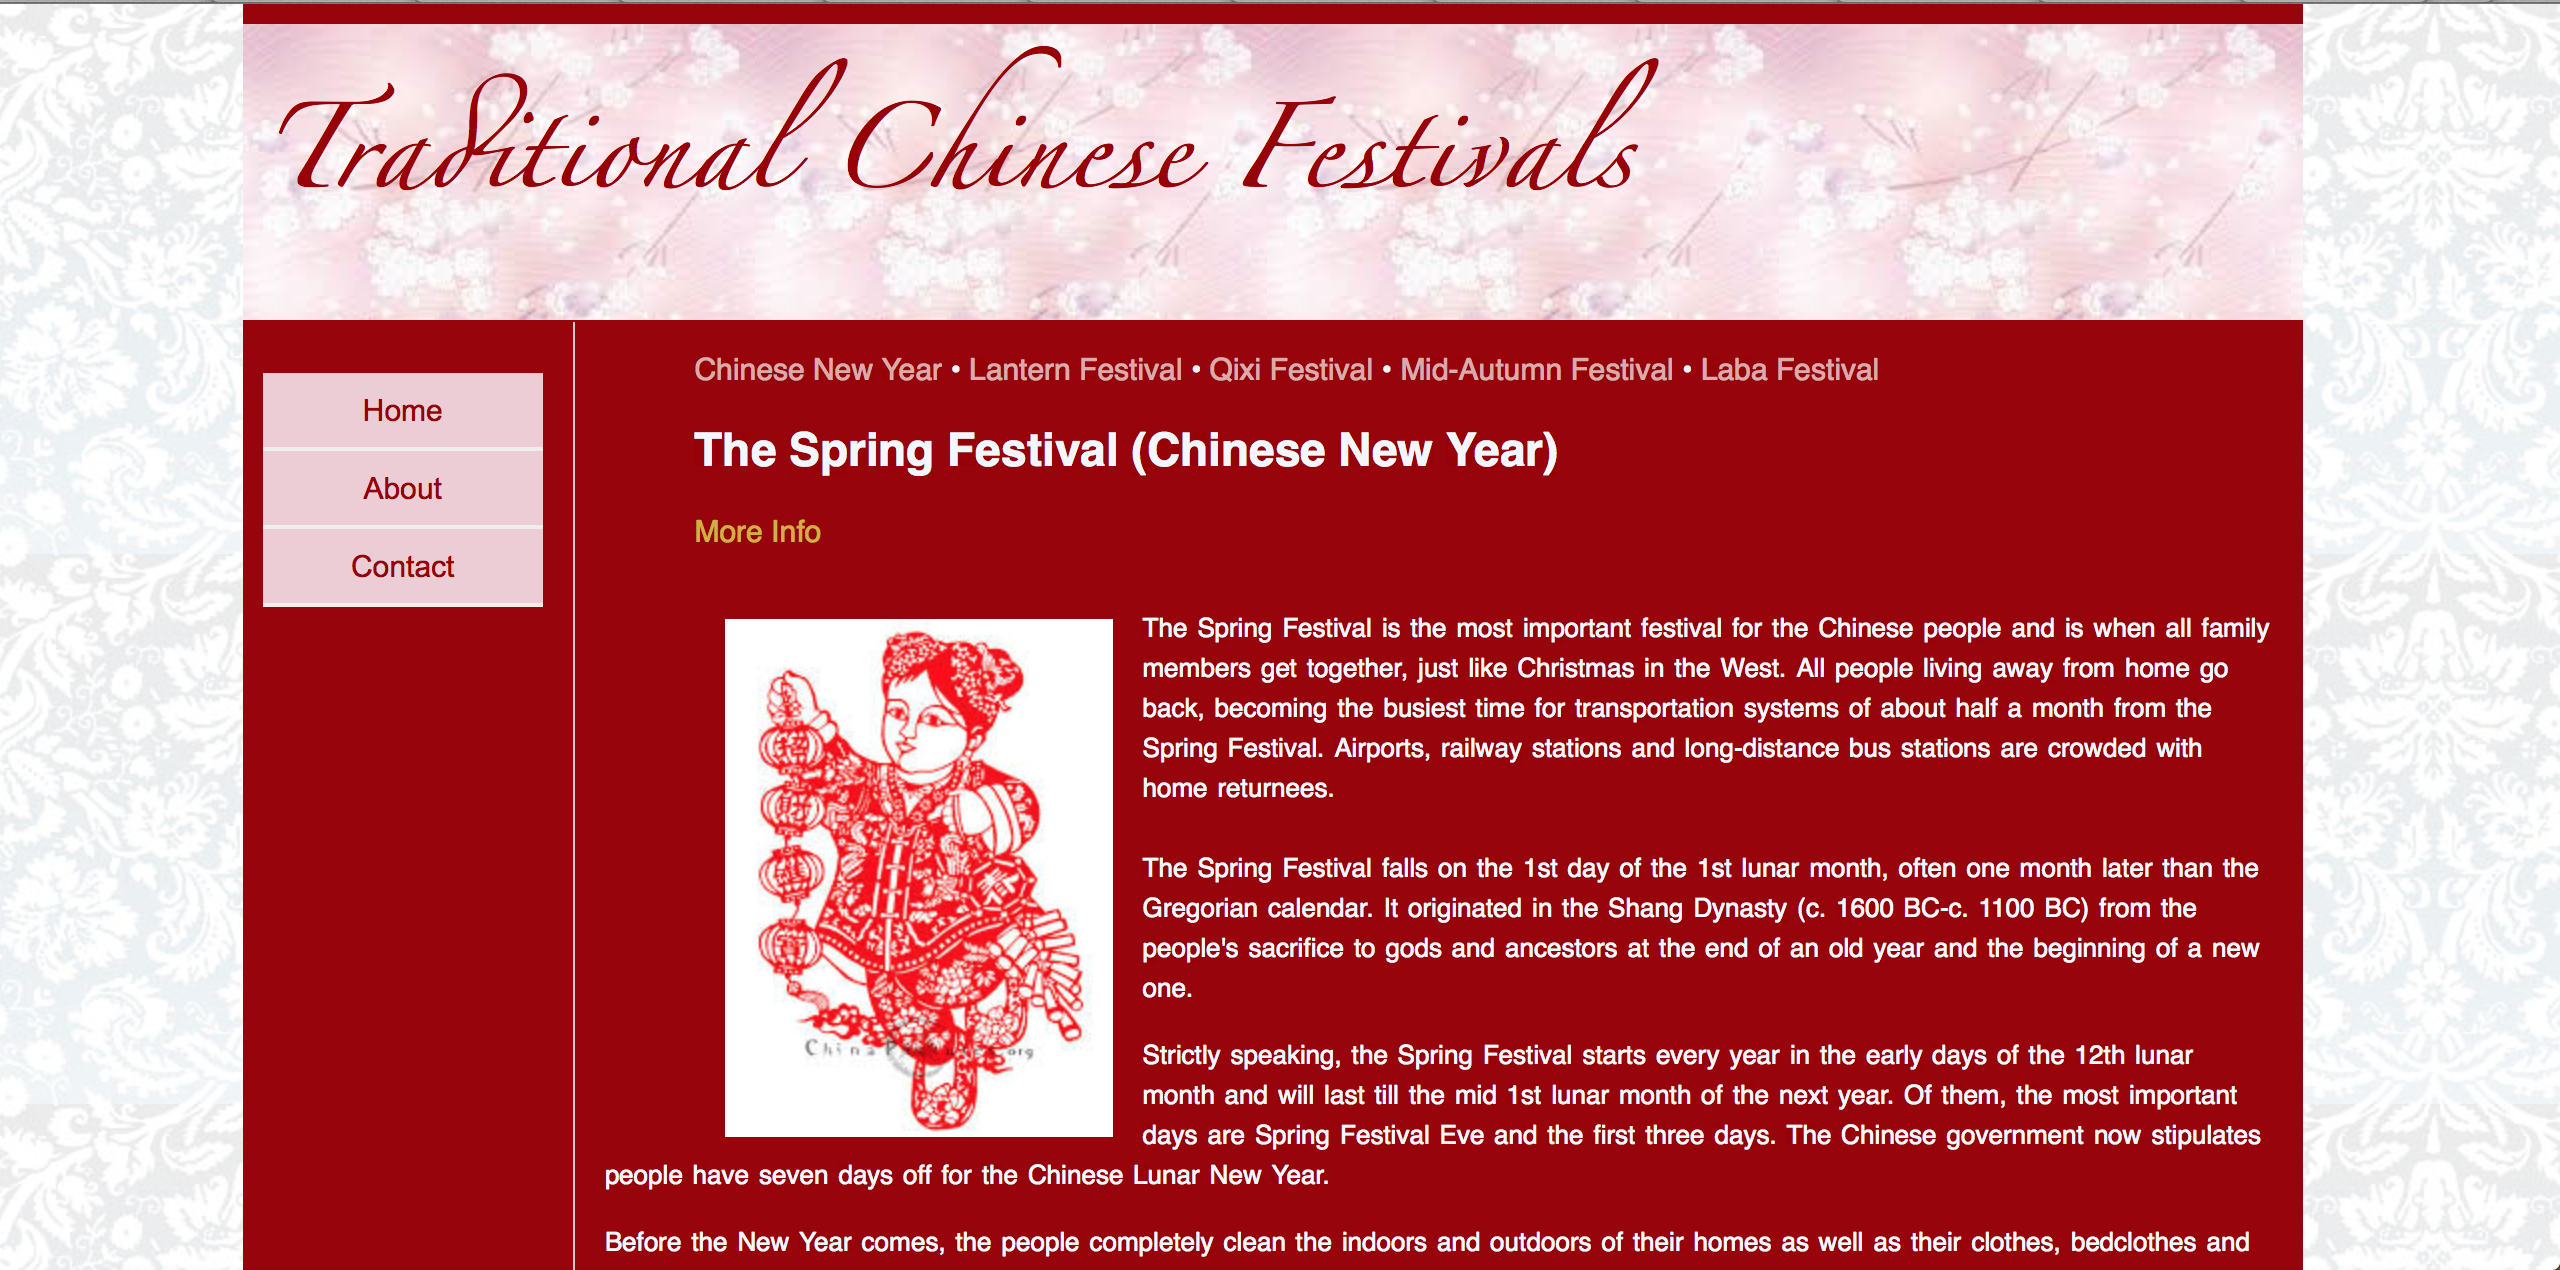 Traditional Chinese Festivals
Chinese New Year • Lantern Festival • Qixi Festival • Mid-Autumn Festival • Laba Festival
Home
About
Contact
The Spring Festival (Chinese New Year)
More Info
招
財
進
寶
The Spring Festival is the most important festival for the Chinese people and is when all family
members get together, just like Christmas in the West. All people living away from home go
back, becoming the busiest time for transportation systems of about half a month from the
Spring Festival. Airports, railway stations and long-distance bus stations are crowded with
home returnees.
The Spring Festival falls on the 1st day of the 1st lunar month, often one month later than the
Gregorian calendar. It originated in the Shang Dynasty (c. 1600 BC-c. 1100 BC) from the
people's sacrifice to gods and ancestors at the end of an old year and the beginning of a new
one.
Strictly speaking, the Spring Festival starts every year in the early days of the 12th lunar
month and will last till the mid 1st lunar month of the next year. Of them, the most important
days are Spring Festival Eve and the first three days. The Chinese government now stipulates
people have seven days off for the Chinese Lunar New Year.
Before the New Year comes, the people completely clean the indoors and outdoors of their homes as well as their clothes, bedclothes and